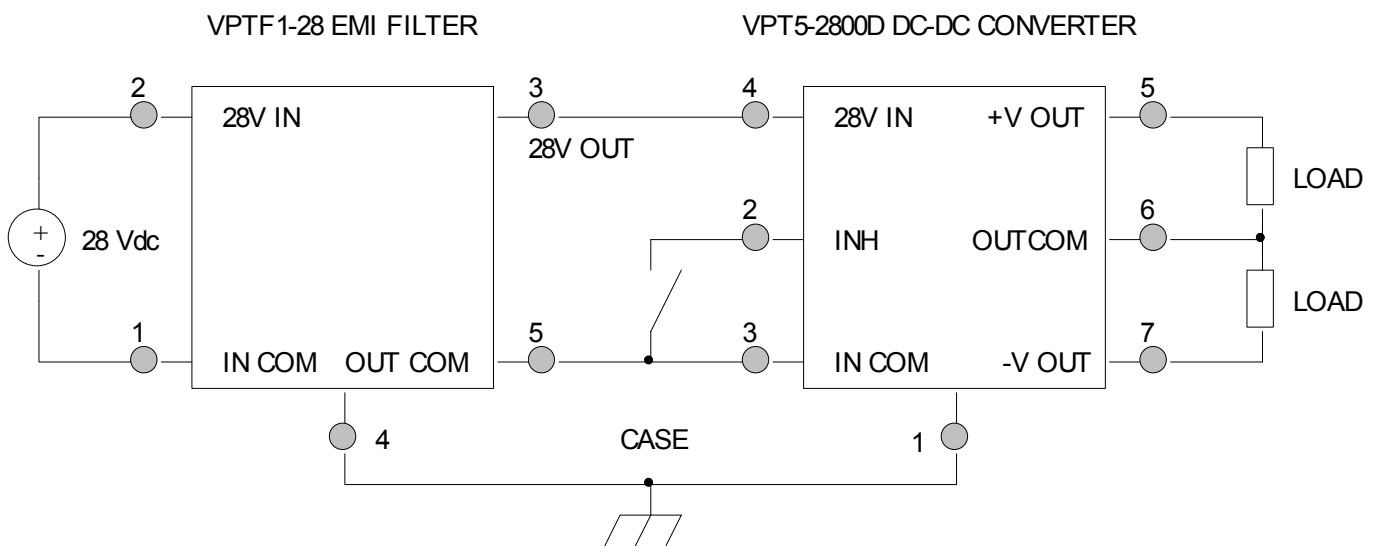 VPTF1-28 EMI FILTER
VPT5-2800D DC-DC CONVERTER
2
3
4
5
28V IN
28V OUT
28V IN
+V OUT
LOAD
+
-
28 Vdc
2
INH
OUTCOM
6
LOAD
1
IN COM
OUT COM
5
3
IN COM
-V OUT
7
4
CASE
1